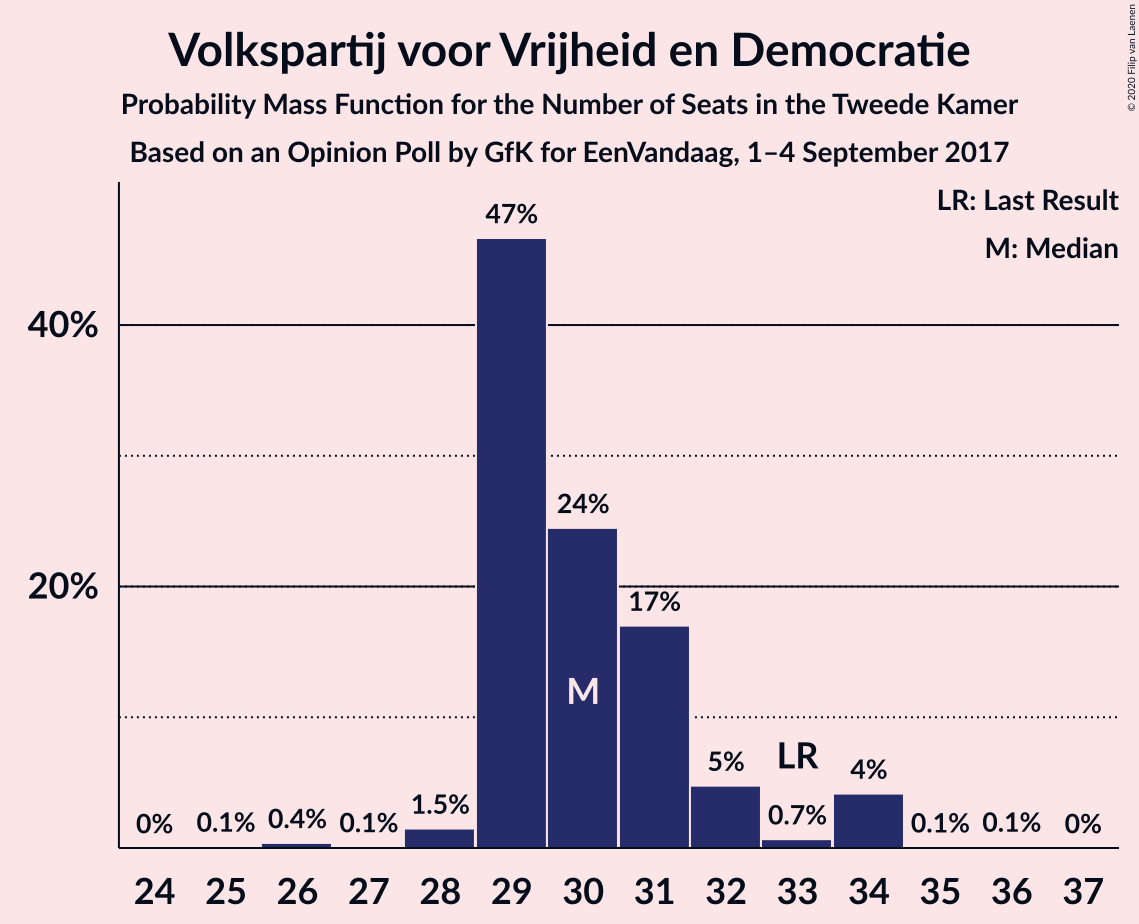 Volkspartij voor Vrijheid en Democratie
Probability Mass Function for the Number of Seats in the Tweede Kamer
Based on an Opinion Poll by GfK for EenVandaag, 1–4 September 2017
© 2020 Filip van Laenen
LR: Last Result
M: Median
47%
40%
24%
20%
17%
M
LR
5%
4%
1.5%
0.7%
0%
0.1%
0.4%
0.1%
0.1%
0.1%
0%
24 25 26 27 28 29 30 31 32 33 34 35 36 37